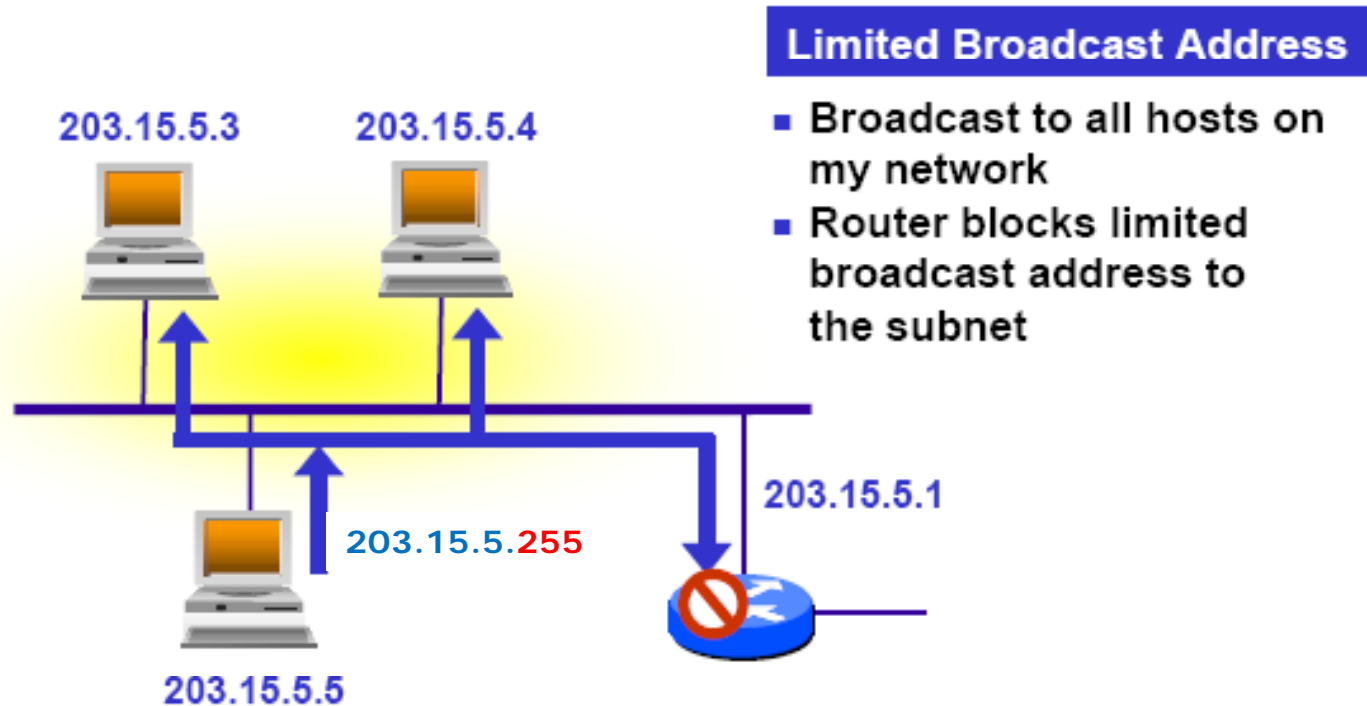 Limited Broadcast Address
203.15.5.3
203.15.5.4
Broadcast to all hosts on
my network
Router blocks limited
broadcast address to
the subnet
203.15.5.1
203.15.5.255
203.15.5.5